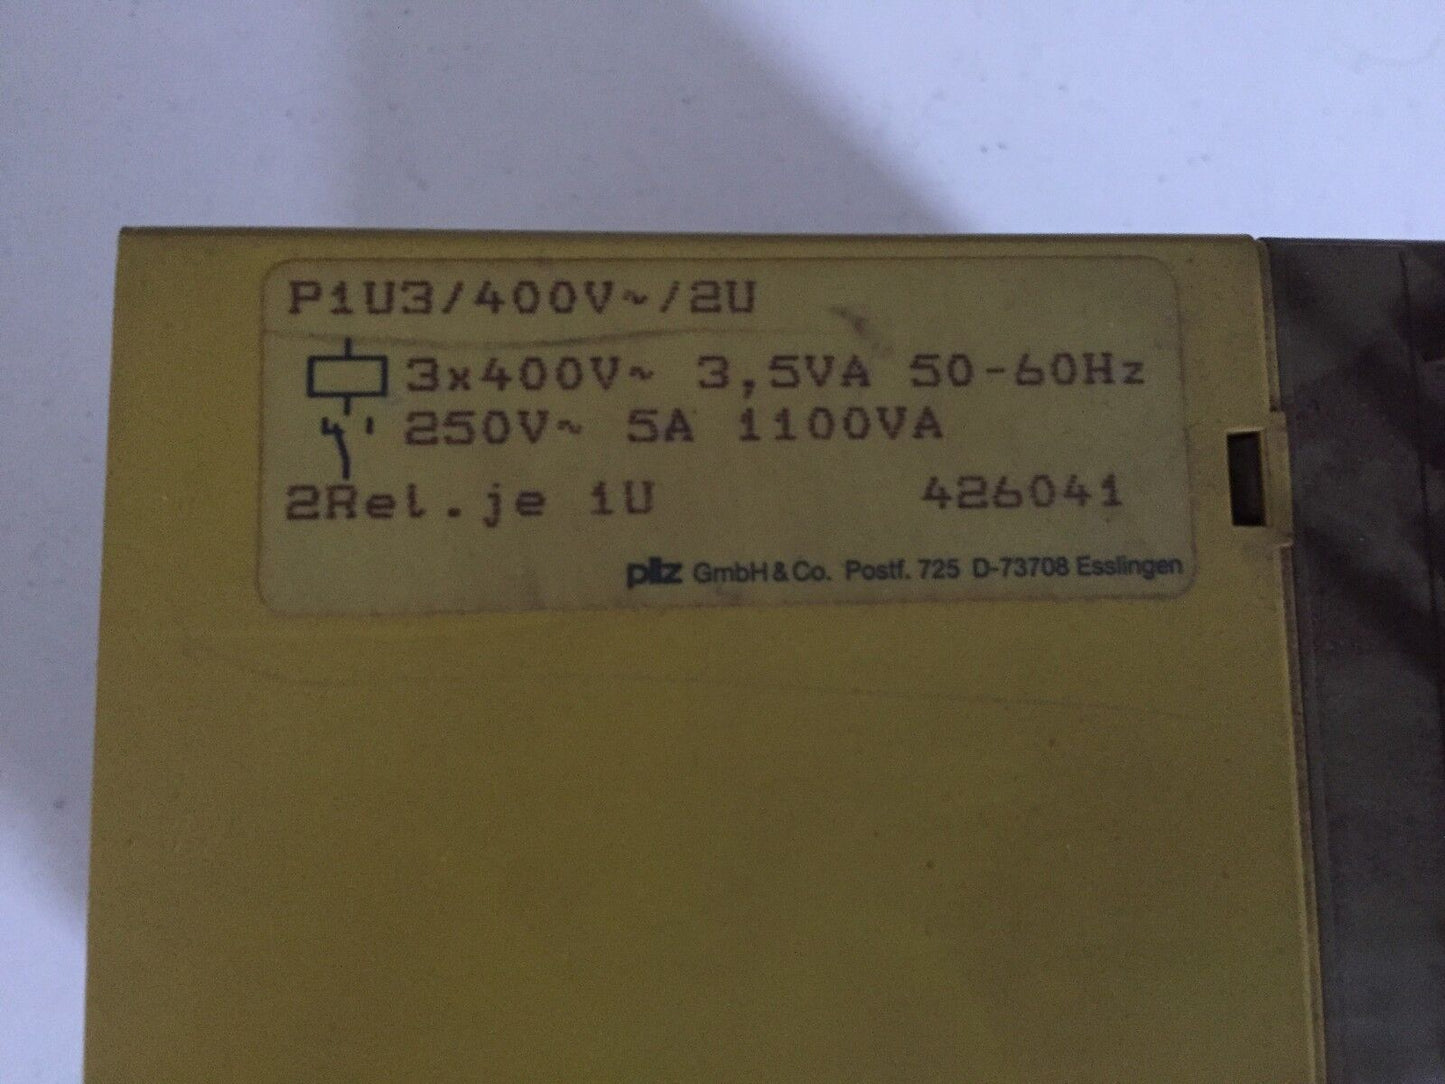 P1U3/400V~/2U
3x400V~ 3,5VA 50-60Hz
250V~ 5A 1100VA
2Rel.je 1U 426041
pilz GmbH & Co. Postf. 725 D-73708 Esslingen